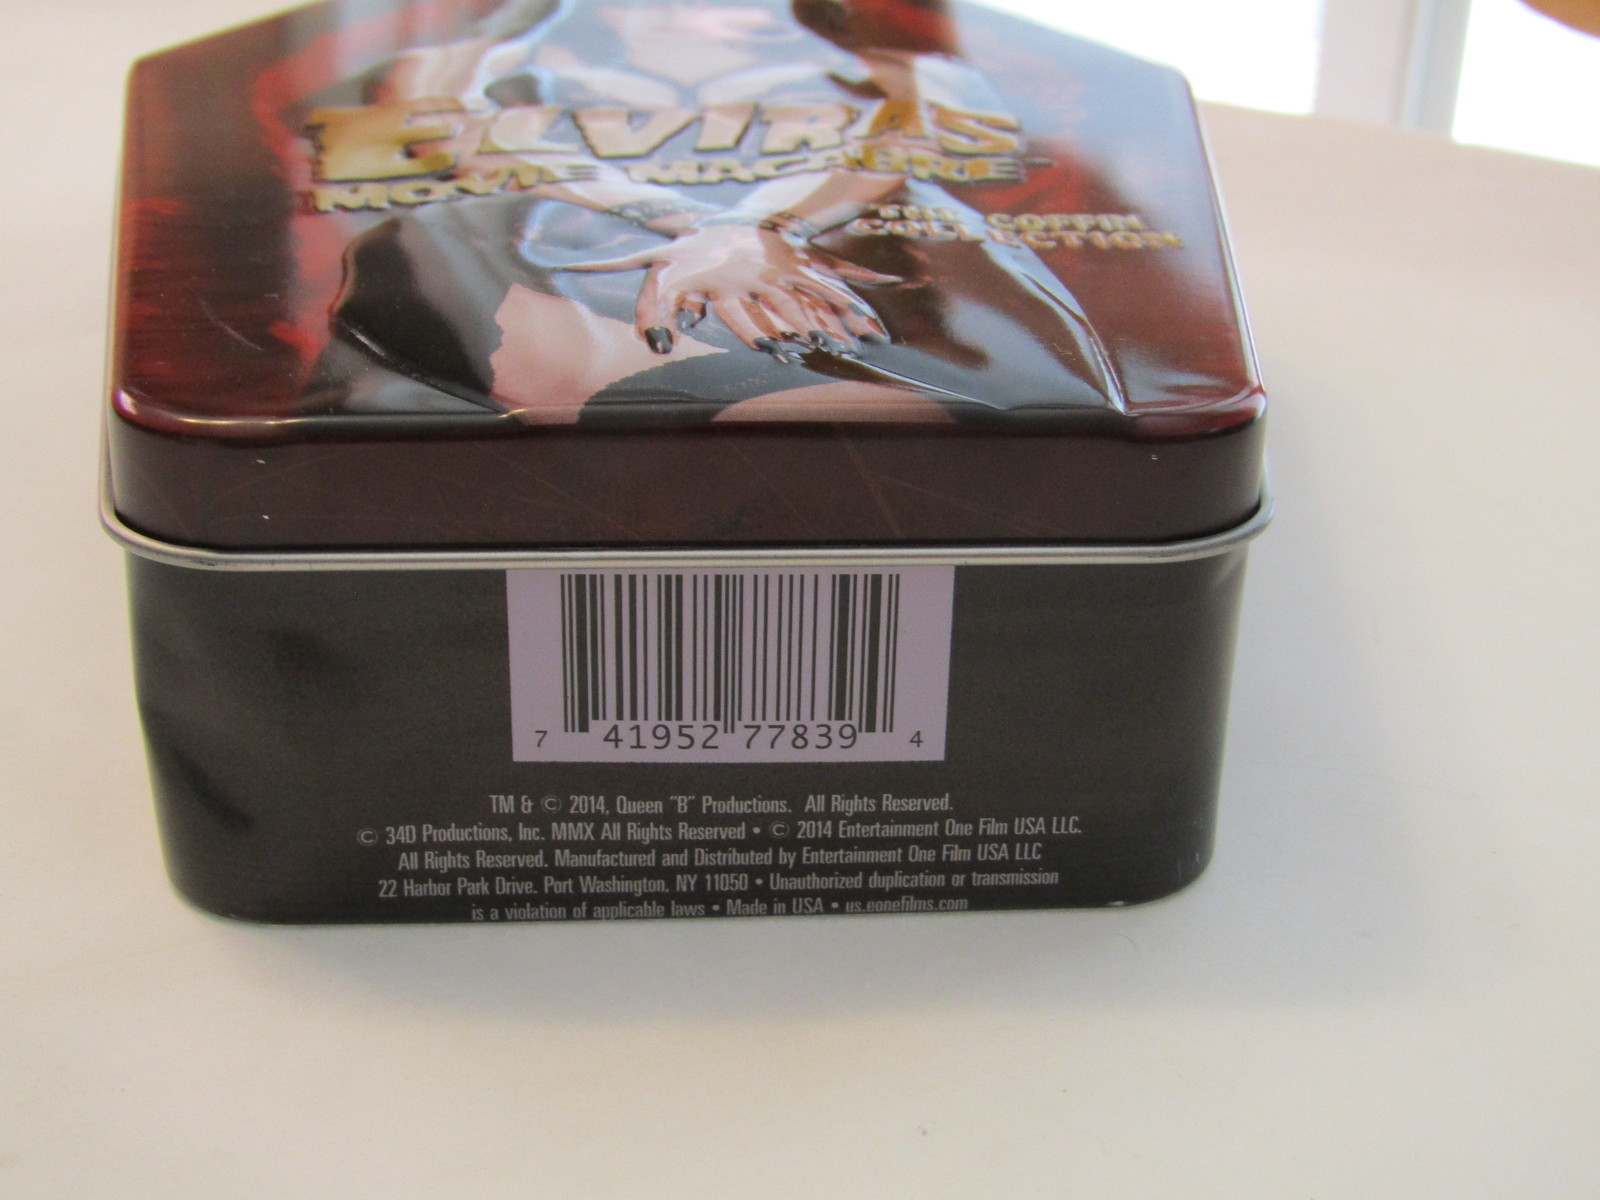 ELVIRA'S
MOVIE MACABRE™
THE COFFIN
COLLECTION
7 41952 77839 4
TM & © 2014, Queen "B" Productions. All Rights Reserved.
© 34D Productions, Inc. MMX All Rights Reserved • © 2014 Entertainment One Film USA LLC.
All Rights Reserved. Manufactured and Distributed by Entertainment One Film USA LLC
22 Harbor Park Drive. Port Washington, NY 11050 • Unauthorized duplication or transmission
is a violation of applicable laws • Made in USA • us.eonefilms.com